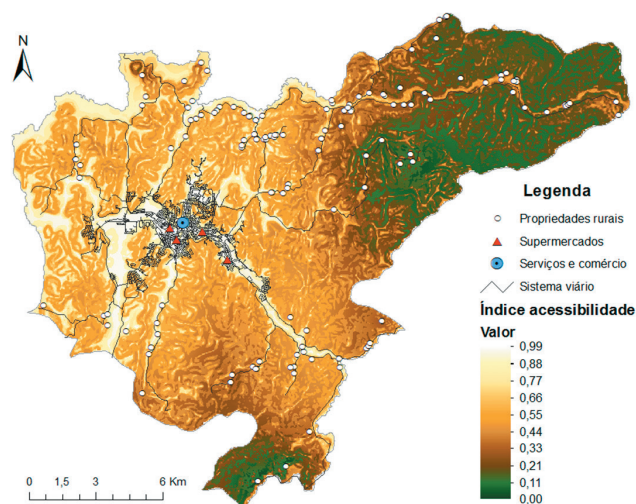 N
Legenda
Propriedades rurais
Supermercados
Serviços e comércio
Sistema viário
Índice acessibilidade
Valor
0,99
0,88
0,77
0,66
0,55
0,44
0,33
0,21
0,11
0,00
0 1,5 3 6 Km